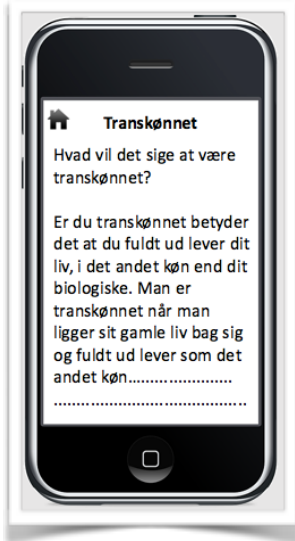 Transkønnet
Hvad vil det sige at være
transkønnet?
Er du transkønnet betyder
det at du fuldt ud lever dit
liv, i det andet køn end dit
biologiske. Man er
transkønnet når man
ligger sit gamle liv bag sig
og fuldt ud lever som det
andet køn.......................
...........................................